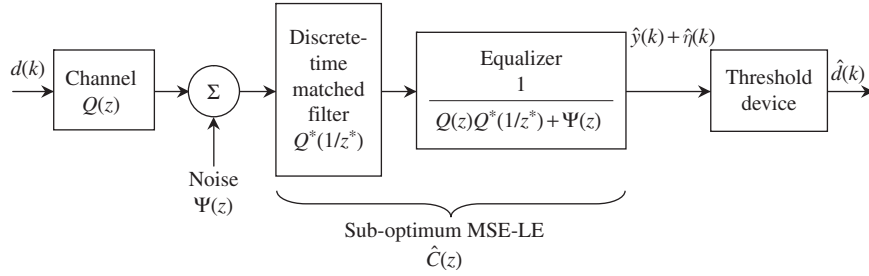 d(k)
Channel
Q(z)
Σ
Noise
Ψ(z)
Discrete-
time
matched
filter
Q*(1/z*)
Equalizer
1
Q(z)Q*(1/z*)+Ψ(z)
ŷ(k)+η̂(k)
Threshold
device
d̂(k)
Sub-optimum MSE-LE
Ĉ(z)